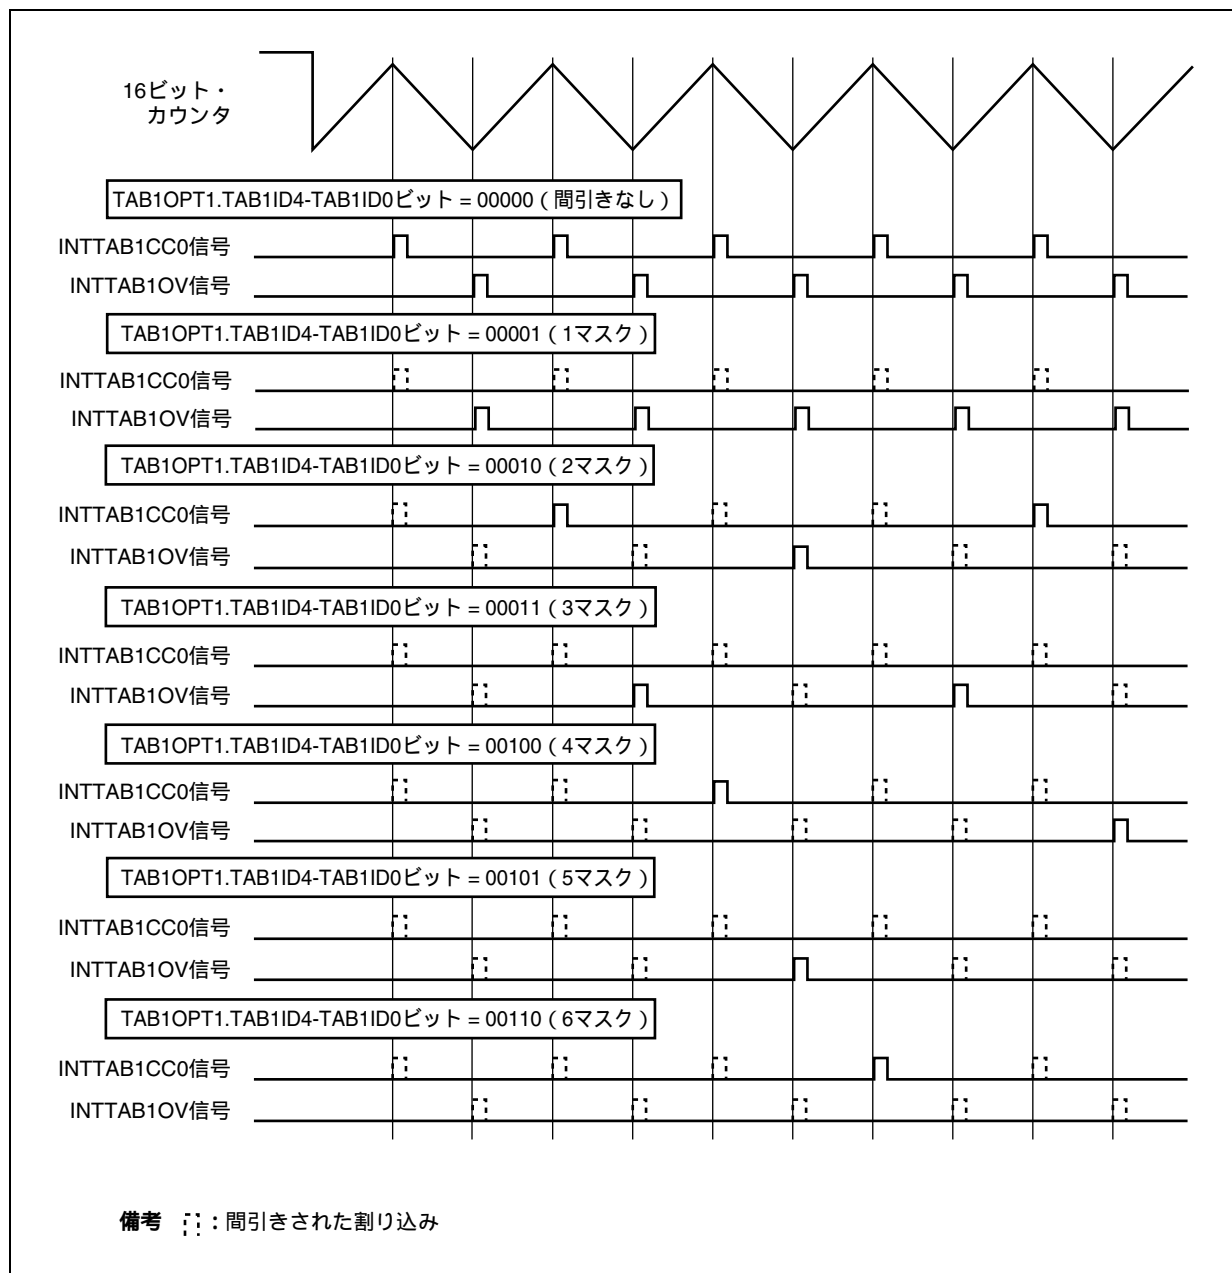 16ビット・
カウンタ
TAB1OPT1.TAB1ID4-TAB1ID0ビット = 00000（間引きなし）
INTTAB1CC0信号
INTTAB1OV信号
TAB1OPT1.TAB1ID4-TAB1ID0ビット = 00001（1マスク）
INTTAB1CC0信号
INTTAB1OV信号
TAB1OPT1.TAB1ID4-TAB1ID0ビット = 00010（2マスク）
INTTAB1CC0信号
INTTAB1OV信号
TAB1OPT1.TAB1ID4-TAB1ID0ビット = 00011（3マスク）
INTTAB1CC0信号
INTTAB1OV信号
TAB1OPT1.TAB1ID4-TAB1ID0ビット = 00100（4マスク）
INTTAB1CC0信号
INTTAB1OV信号
TAB1OPT1.TAB1ID4-TAB1ID0ビット = 00101（5マスク）
INTTAB1CC0信号
INTTAB1OV信号
TAB1OPT1.TAB1ID4-TAB1ID0ビット = 00110（6マスク）
INTTAB1CC0信号
INTTAB1OV信号
備考 ：間引きされた割り込み